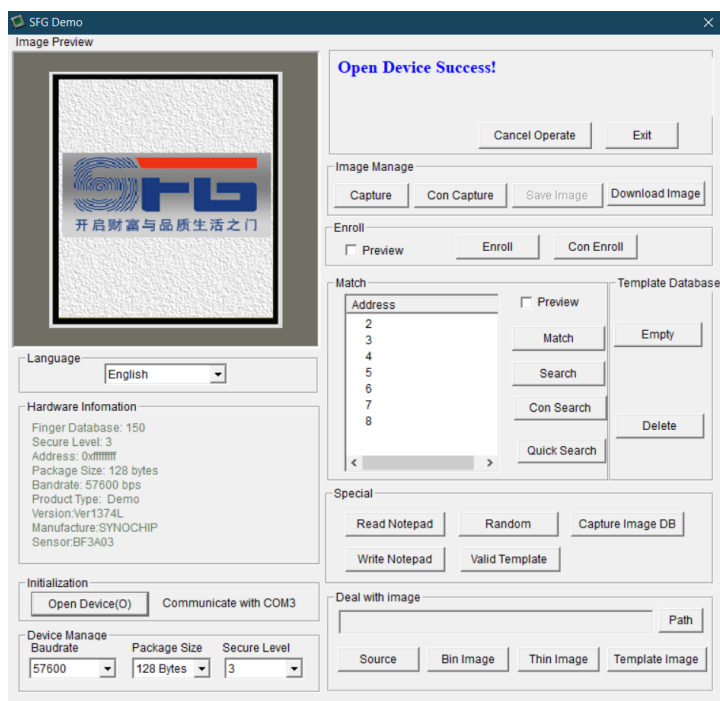 SFG Demo
Image Preview
SFG
开启财富与品质生活之门
Open Device Success!
Cancel Operate
Exit
Image Manage
Capture
Con Capture
Save Image
Download Image
Enroll
Preview
Enroll
Con Enroll
Match
Address
2
3
4
5
6
7
8
Preview
Match
Search
Con Search
Quick Search
Template Database
Empty
Delete
Language
English
Hardware Infomation
Finger Database: 150
Secure Level: 3
Address: 0xffffffff
Package Size: 128 bytes
Bandrate: 57600 bps
Product Type: Demo
Version:Ver1374L
Manufacture:SYNOCHIP
Sensor:BF3A03
Special
Read Notepad
Random
Capture Image DB
Write Notepad
Valid Template
Initialization
Open Device(O)
Communicate with COM3
Device Manage
Baudrate
Package Size
Secure Level
57600
128 Bytes
3
Deal with image
Path
Source
Bin Image
Thin Image
Template Image